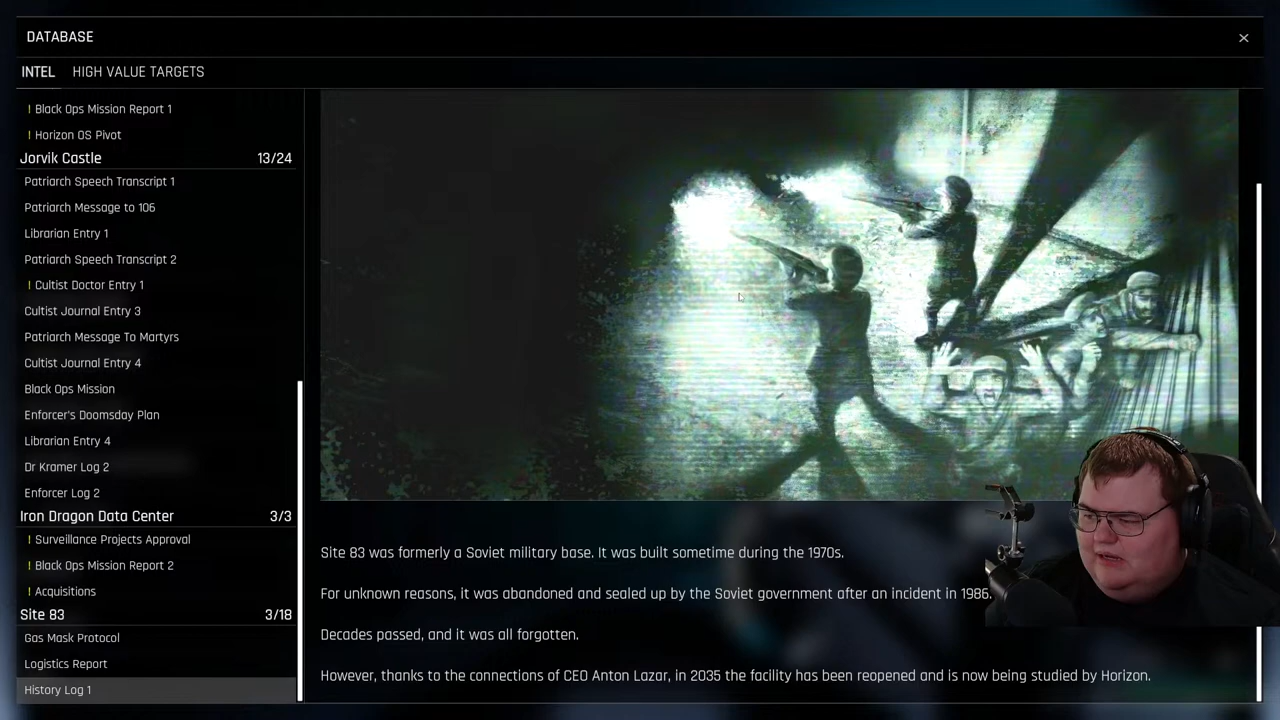 DATABASE
INTEL HIGH VALUE TARGETS
! Black Ops Mission Report 1
! Horizon OS Pivot
Jorvik Castle 13/24
Patriarch Speech Transcript 1
Patriarch Message to 106
Librarian Entry 1
Patriarch Speech Transcript 2
! Cultist Doctor Entry 1
Cultist Journal Entry 3
Patriarch Message To Martyrs
Cultist Journal Entry 4
Black Ops Mission
Enforcer's Doomsday Plan
Librarian Entry 4
Dr Kramer Log 2
Enforcer Log 2
Iron Dragon Data Center 3/3
! Surveillance Projects Approval
! Black Ops Mission Report 2
! Acquisitions
Site 83 3/18
Gas Mask Protocol
Logistics Report
History Log 1
Site 83 was formerly a Soviet military base. It was built sometime during the 1970s.
For unknown reasons, it was abandoned and sealed up by the Soviet government after an incident in 1986.
Decades passed, and it was all forgotten.
However, thanks to the connections of CEO Anton Lazar, in 2035 the facility has been reopened and is now being studied by Horizon.